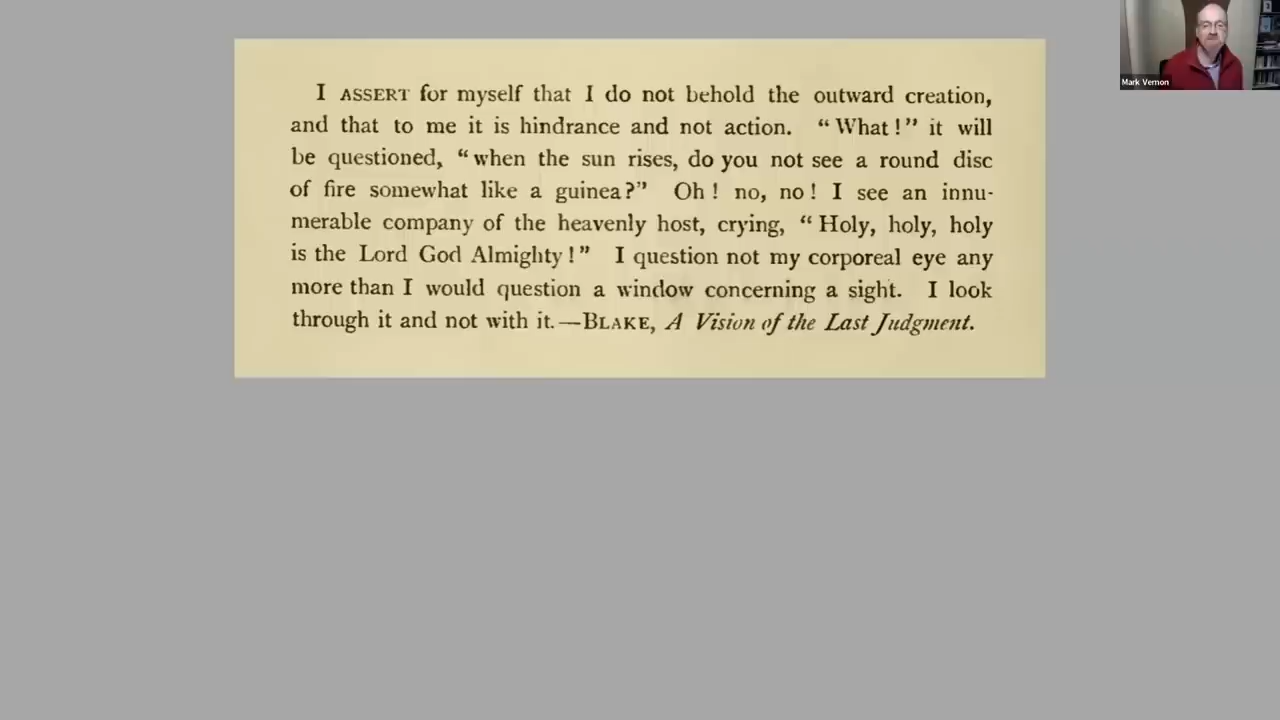 I ASSERT for myself that I do not behold the outward creation,
and that to me it is hindrance and not action. “What!” it will
be questioned, “when the sun rises, do you not see a round disc
of fire somewhat like a guinea?” Oh! no, no! I see an innu-
merable company of the heavenly host, crying, “Holy, holy, holy
is the Lord God Almighty!” I question not my corporeal eye any
more than I would question a window concerning a sight. I look
through it and not with it.—BLAKE, A Vision of the Last Judgment.
Mark Vernon